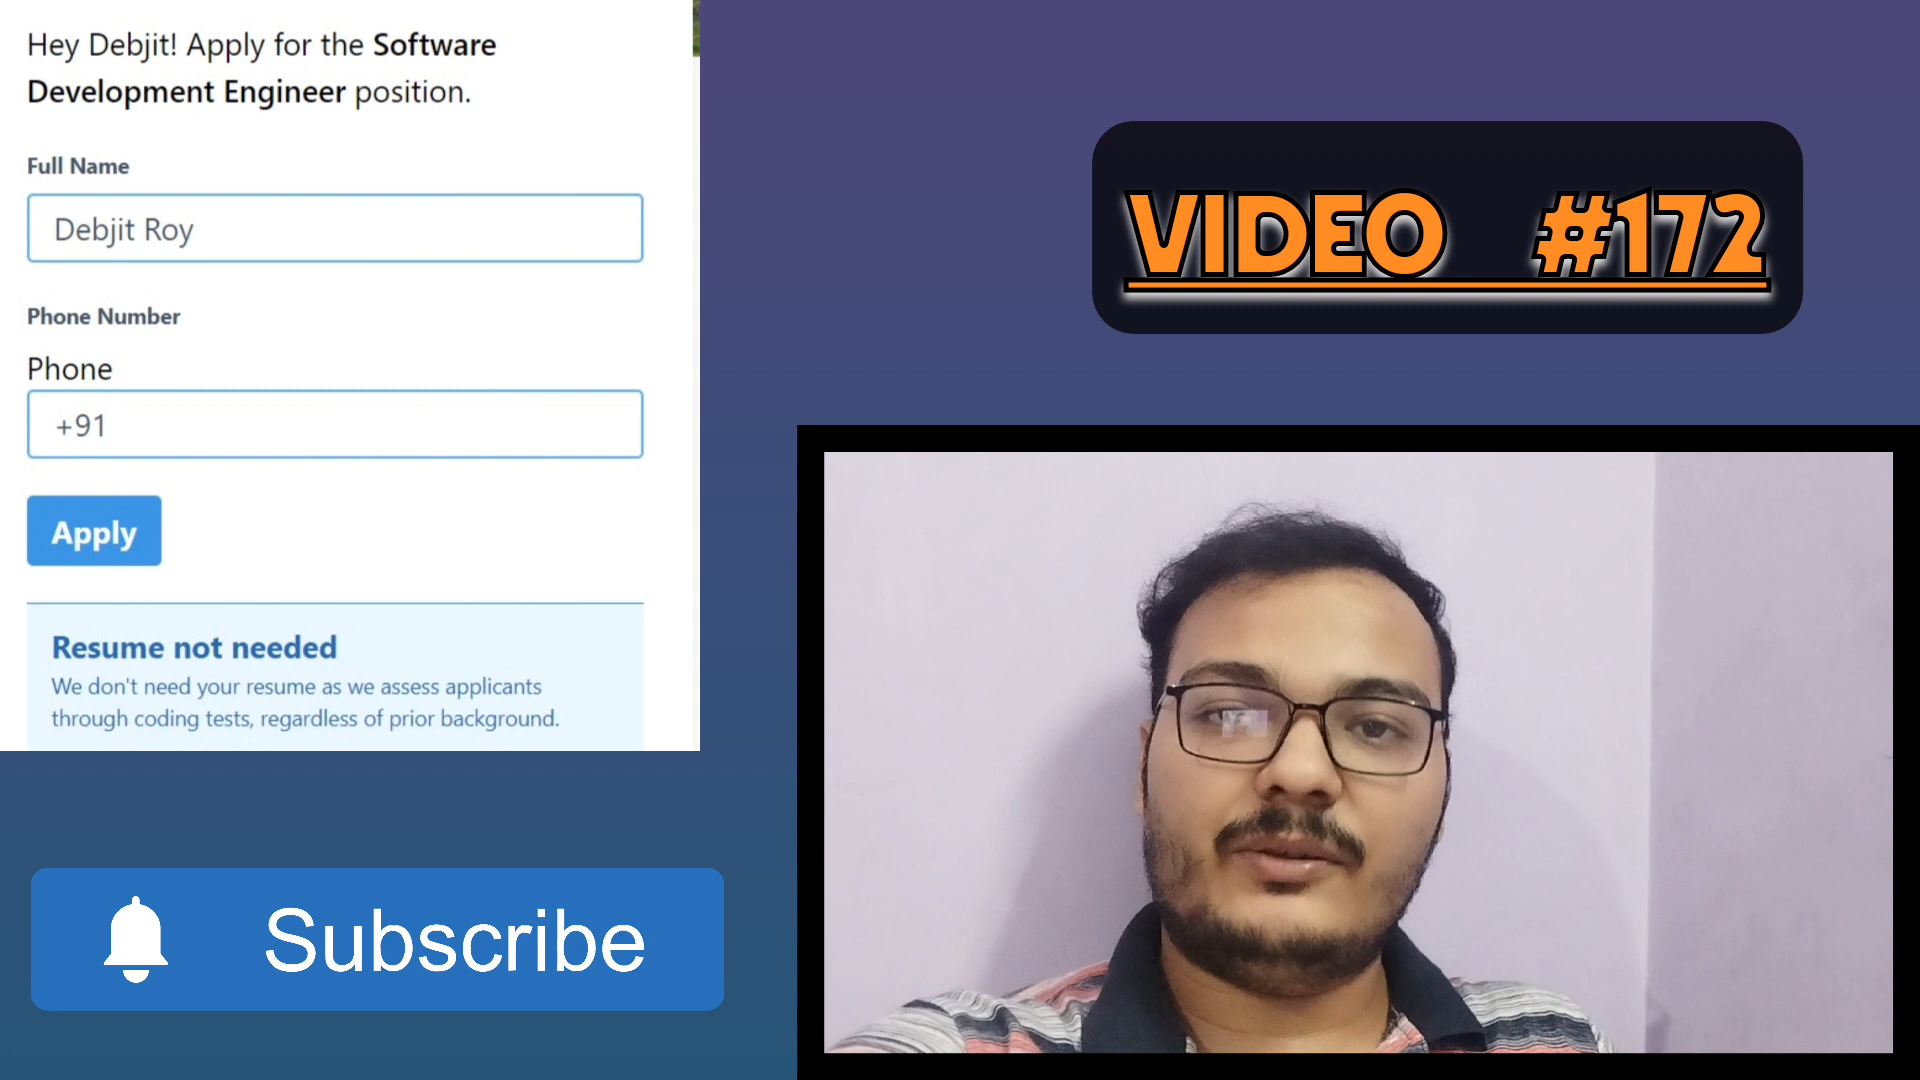 Hey Debjit! Apply for the Software
Development Engineer position.
Full Name
Debjit Roy
Phone Number
Phone
+91
Apply
Resume not needed
We don't need your resume as we assess applicants
through coding tests, regardless of prior background.
VIDEO #172
Subscribe